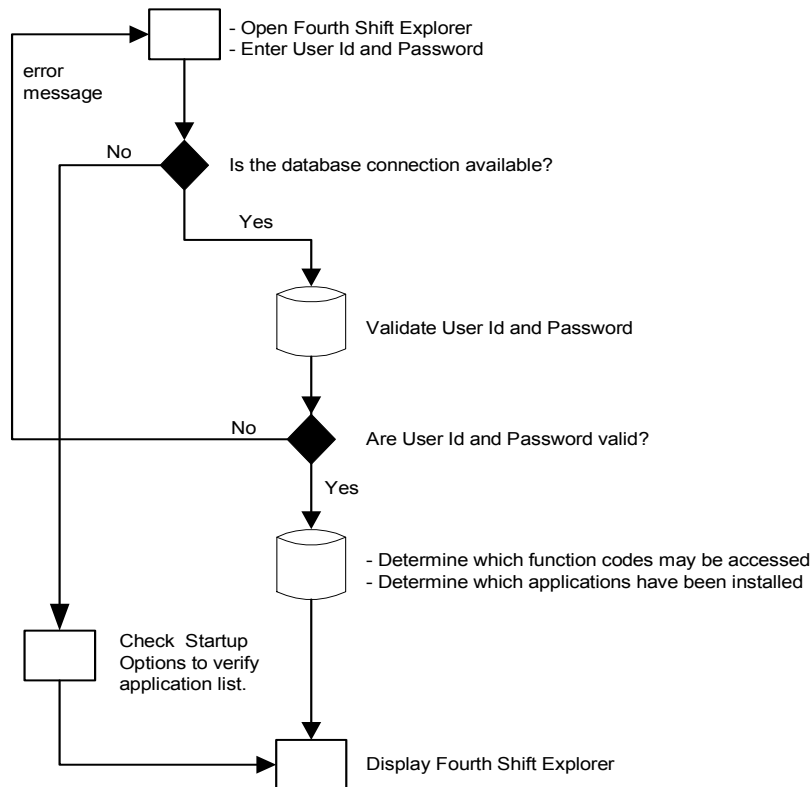 - Open Fourth Shift Explorer
- Enter User Id and Password
error
message
No
Is the database connection available?
Yes
Validate User Id and Password
No
Are User Id and Password valid?
Yes
- Determine which function codes may be accessed
- Determine which applications have been installed
Check Startup
Options to verify
application list.
Display Fourth Shift Explorer